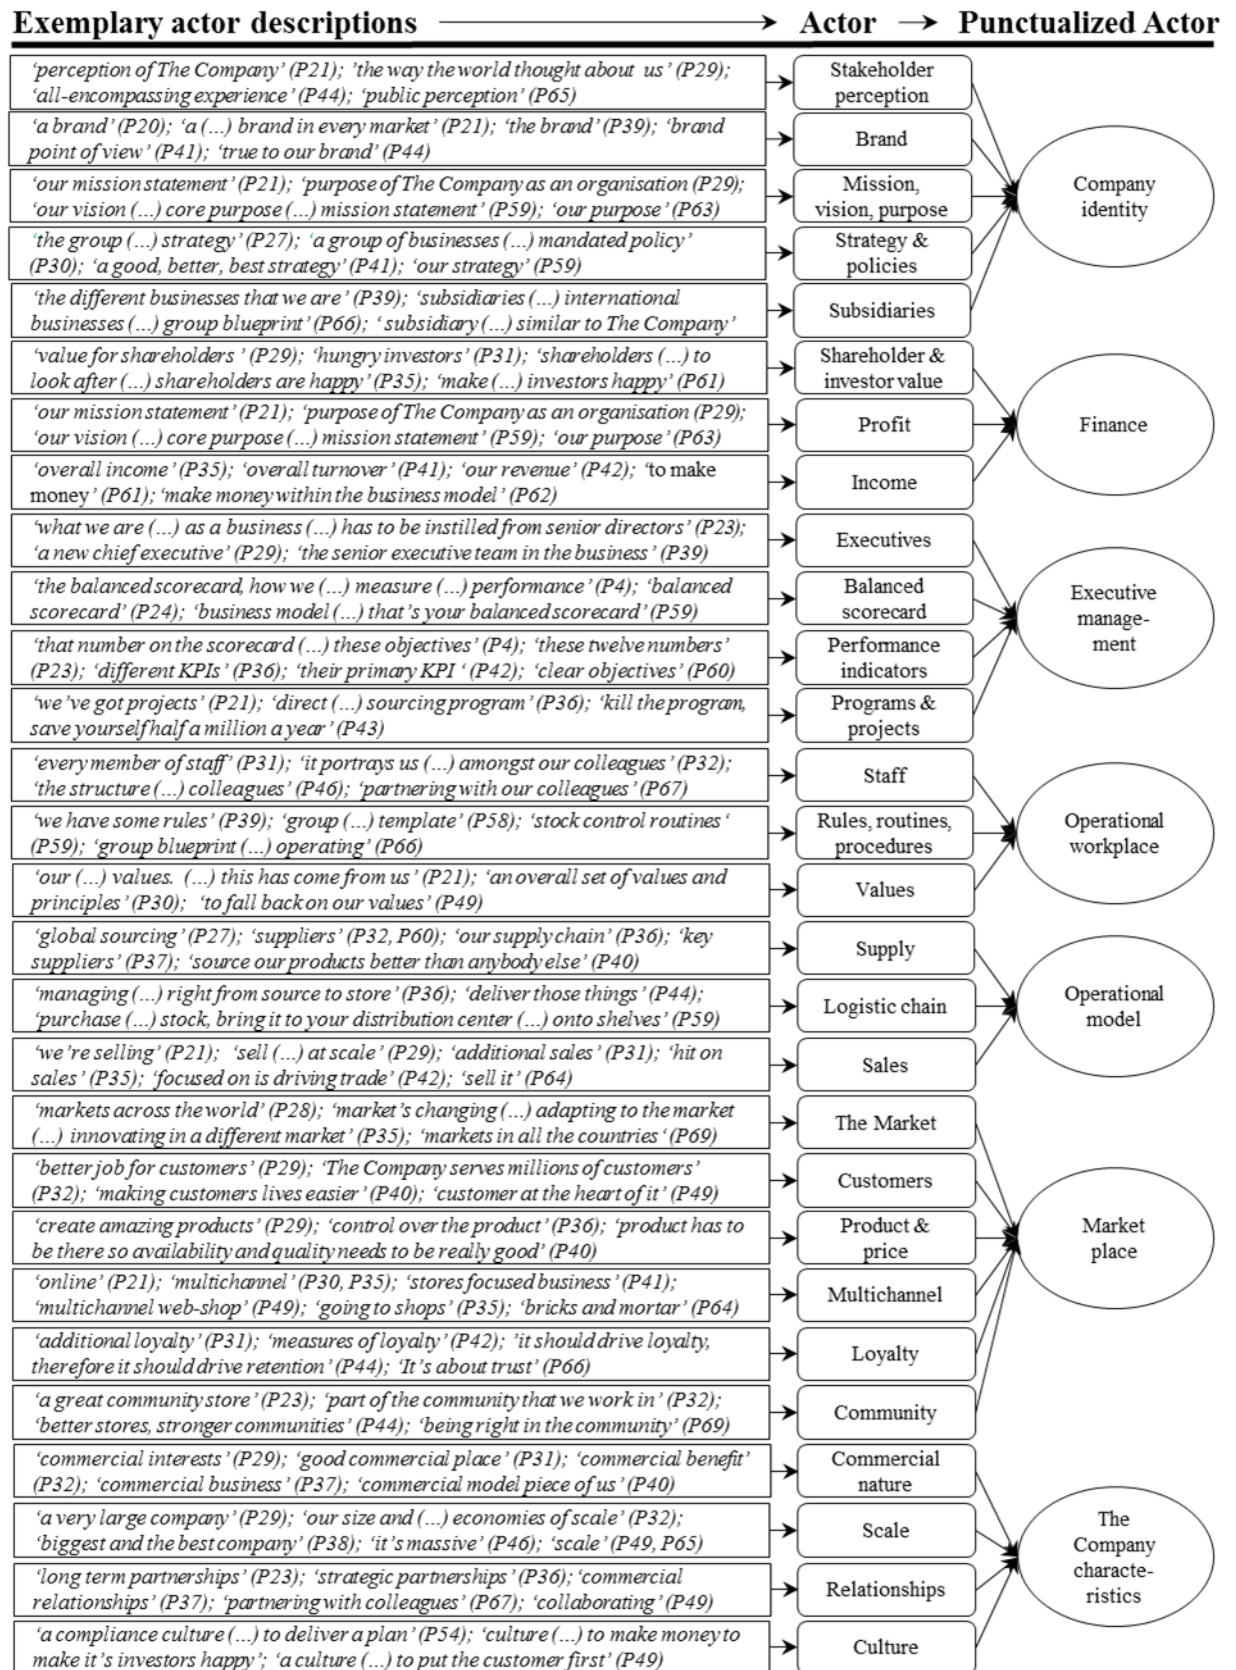 Exemplary actor descriptions Actor Punctualized Actor
‘perception of The Company’ (P21); ’the way the world thought about us’ (P29);
‘all-encompassing experience’ (P44); ‘public perception’ (P65)
Stakeholder
perception
‘a brand’ (P20); ‘a (...) brand in every market’ (P21); ‘the brand’ (P39); ‘brand
point of view’ (P41); ‘true to our brand’ (P44)
Brand
‘our mission statement’ (P21); ‘purpose of The Company as an organisation (P29);
‘our vision (...) core purpose (...) mission statement’ (P59); ‘our purpose’ (P63)
Mission,
vision, purpose
‘the group (...) strategy’ (P27); ‘a group of businesses (...) mandated policy’
(P30); ‘a good, better, best strategy’ (P41); ‘our strategy’ (P59)
Strategy &
policies
‘the different businesses that we are’ (P39); ‘subsidiaries (...) international
businesses (...) group blueprint’ (P66); ‘ subsidiary (...) similar to The Company’
Subsidiaries
Company
identity
‘value for shareholders ’ (P29); ‘hungry investors’ (P31); ‘shareholders (...) to
look after (...) shareholders are happy’ (P35); ‘make (...) investors happy’ (P61)
Shareholder &
investor value
‘our mission statement’ (P21); ‘purpose of The Company as an organisation (P29);
‘our vision (...) core purpose (...) mission statement’ (P59); ‘our purpose’ (P63)
Profit
‘overall income’ (P35); ‘overall turnover’ (P41); ‘our revenue’ (P42); ‘to make
money’ (P61); ‘make money within the business model’ (P62)
Income
Finance
‘what we are (...) as a business (...) has to be instilled from senior directors’ (P23);
‘a new chief executive’ (P29); ‘the senior executive team in the business’ (P39)
Executives
‘the balanced scorecard, how we (...) measure (...) performance’ (P4); ‘balanced
scorecard’ (P24); ‘business model (...) that’s your balanced scorecard’ (P59)
Balanced
scorecard
‘that number on the scorecard (...) these objectives’ (P4); ‘these twelve numbers’
(P23); ‘different KPIs’ (P36); ‘their primary KPI ‘ (P42); ‘clear objectives’ (P60)
Performance
indicators
‘we’ve got projects’ (P21); ‘direct (...) sourcing program’ (P36); ‘kill the program,
save yourself half a million a year’ (P43)
Programs &
projects
Executive
manage-
ment
‘every member of staff’ (P31); ‘it portrays us (...) amongst our colleagues’ (P32);
‘the structure (...) colleagues’ (P46); ‘partnering with our colleagues’ (P67)
Staff
‘we have some rules’ (P39); ‘group (...) template’ (P58); ‘stock control routines ‘
(P59); ‘group blueprint (...) operating’ (P66)
Rules, routines,
procedures
‘our (...) values. (...) this has come from us’ (P21); ‘an overall set of values and
principles’ (P30); ‘to fall back on our values’ (P49)
Values
Operational
workplace
‘global sourcing’ (P27); ‘suppliers’ (P32, P60); ‘our supply chain’ (P36); ‘key
suppliers’ (P37); ‘source our products better than anybody else’ (P40)
Supply
‘managing (...) right from source to store’ (P36); ‘deliver those things’ (P44);
‘purchase (...) stock, bring it to your distribution center (...) onto shelves’ (P59)
Logistic chain
‘we’re selling’ (P21); ‘sell (...) at scale’ (P29); ‘additional sales’ (P31); ‘hit on
sales’ (P35); ‘focused on is driving trade’ (P42); ‘sell it’ (P64)
Sales
Operational
model
‘markets across the world’ (P28); ‘market’s changing (...) adapting to the market
(...) innovating in a different market’ (P35); ‘markets in all the countries ‘ (P69)
The Market
‘better job for customers’ (P29); ‘The Company serves millions of customers’
(P32); ‘making customers lives easier’ (P40); ‘customer at the heart of it’ (P49)
Customers
‘create amazing products’ (P29); ‘control over the product’ (P36); ‘product has to
be there so availability and quality needs to be really good’ (P40)
Product &
price
‘online’ (P21); ‘multichannel’ (P30, P35); ‘stores focused business’ (P41);
‘multichannel web-shop’ (P49); ‘going to shops’ (P35); ‘bricks and mortar’ (P64)
Multichannel
‘additional loyalty’ (P31); ‘measures of loyalty’ (P42); ’it should drive loyalty,
therefore it should drive retention’ (P44); ‘It’s about trust’ (P66)
Loyalty
‘a great community store’ (P23); ‘part of the community that we work in’ (P32);
‘better stores, stronger communities’ (P44); ‘being right in the community’ (P69)
Community
Market
place
‘commercial interests’ (P29); ‘good commercial place’ (P31); ‘commercial benefit’
(P32); ‘commercial business’ (P37); ‘commercial model piece of us’ (P40)
Commercial
nature
‘a very large company’ (P29); ‘our size and (...) economies of scale’ (P32);
‘biggest and the best company’ (P38); ‘it’s massive’ (P46); ‘scale’ (P49, P65)
Scale
‘long term partnerships’ (P23); ‘strategic partnerships’ (P36); ‘commercial
relationships’ (P37); ‘partnering with colleagues’ (P67); ‘collaborating’ (P49)
Relationships
‘a compliance culture (...) to deliver a plan’ (P54); ‘culture (...) to make money to
make it’s investors happy’; ‘a culture (...) to put the customer first’ (P49)
Culture
The
Company
characte-
ristics